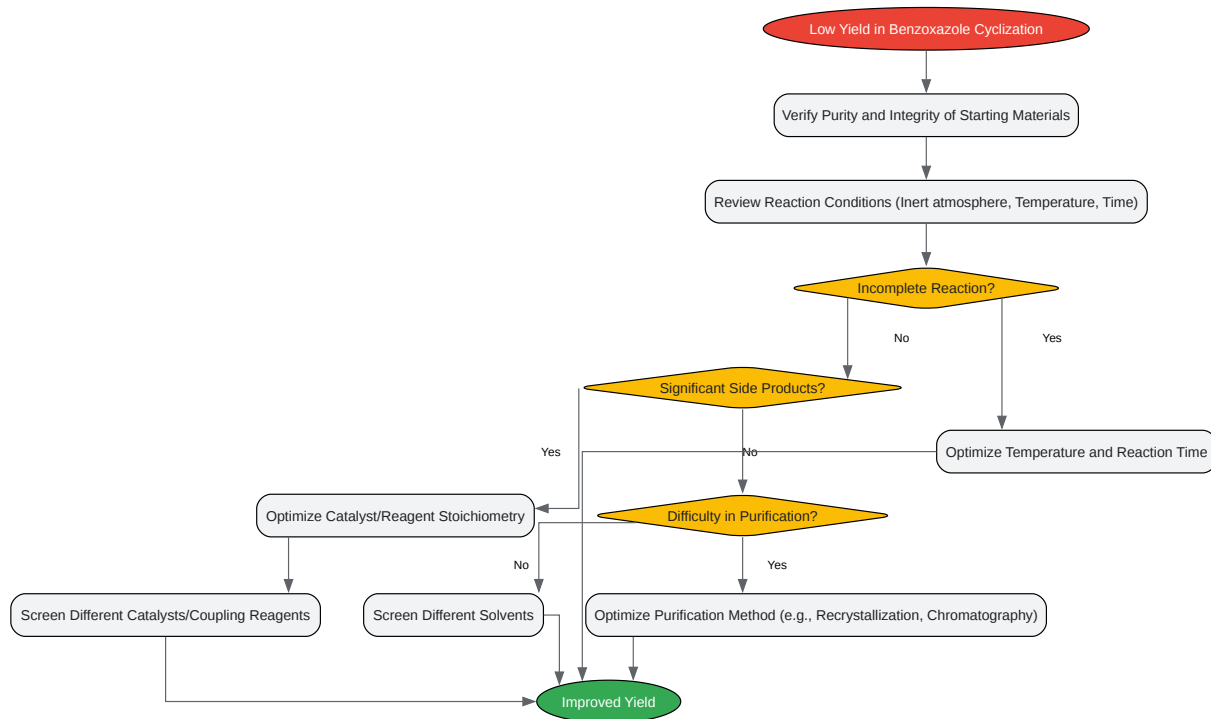 Low Yield in Benzoxazole Cyclization
Verify Purity and Integrity of Starting Materials
Review Reaction Conditions (Inert atmosphere, Temperature, Time)
Incomplete Reaction?
No
Yes
Significant Side Products?
Yes
No
Optimize Temperature and Reaction Time
Optimize Catalyst/Reagent Stoichiometry
Difficulty in Purification?
No
Yes
Screen Different Catalysts/Coupling Reagents
Screen Different Solvents
Optimize Purification Method (e.g., Recrystallization, Chromatography)
Improved Yield